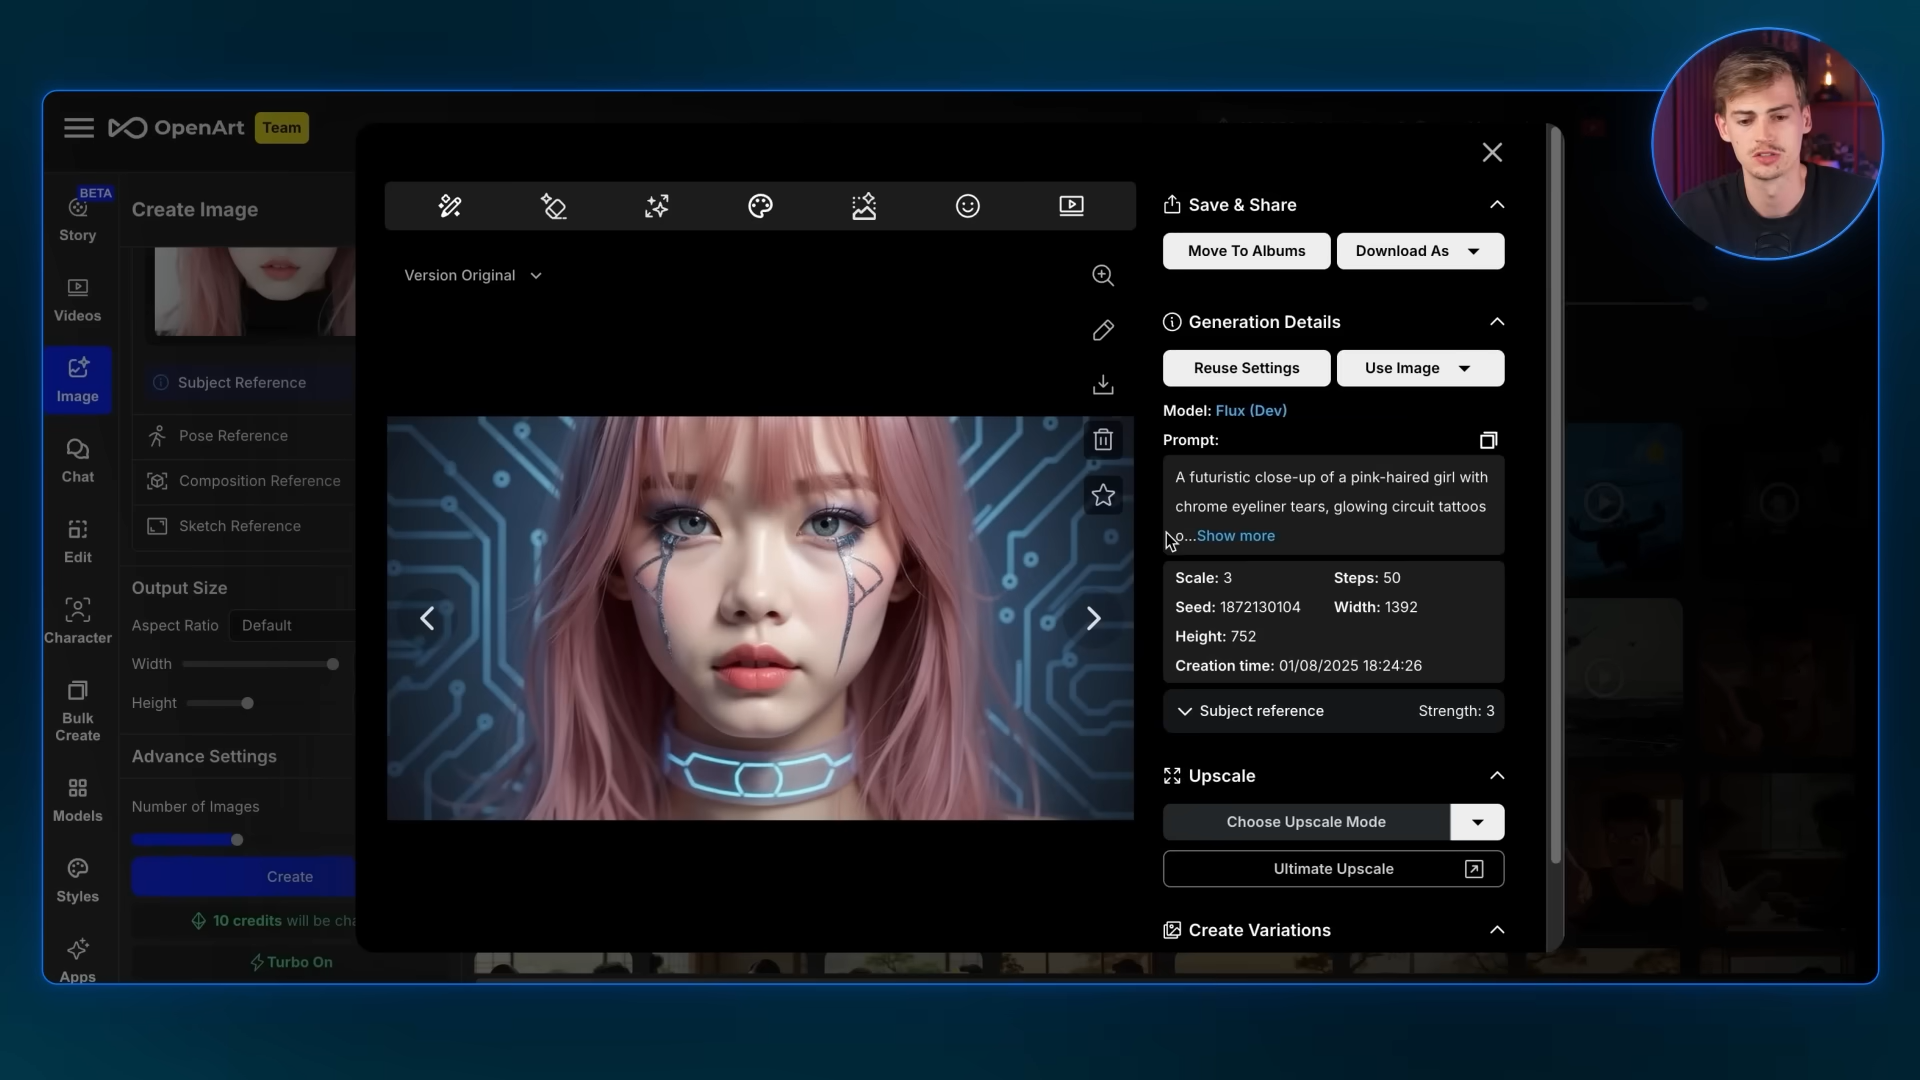 OpenArt Team
BETA
Story
Videos
Image
Chat
Edit
Character
Bulk
Create
Models
Styles
Apps
Create Image
Subject Reference
Pose Reference
Composition Reference
Sketch Reference
Output Size
Aspect Ratio Default
Width
Height
Advance Settings
Number of Images
Create
10 credits will be cha
Turbo On
Version Original
Save & Share
Move To Albums Download As
Generation Details
Reuse Settings Use Image
Model: Flux (Dev)
Prompt:
A futuristic close-up of a pink-haired girl with
chrome eyeliner tears, glowing circuit tattoos
o...Show more
Scale: 3 Steps: 50
Seed: 1872130104 Width: 1392
Height: 752
Creation time: 01/08/2025 18:24:26
Subject reference Strength: 3
Upscale
Choose Upscale Mode
Ultimate Upscale
Create Variations